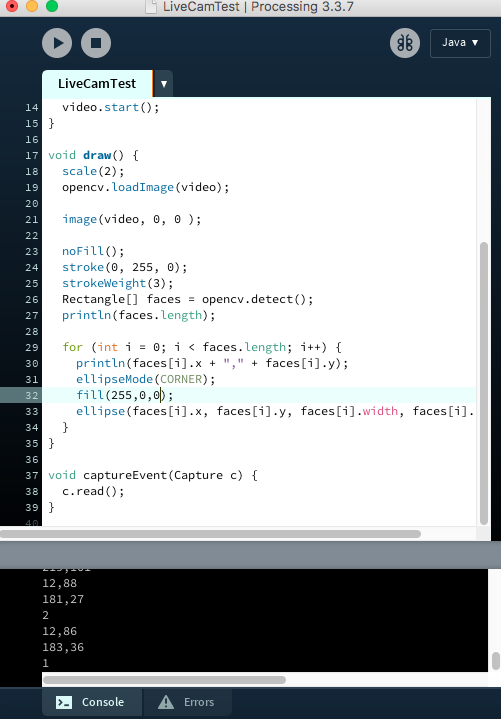 LiveCamTest | Processing 3.3.7
Java ▾
LiveCamTest ▾
14 video.start();
15 }
16
17 void draw() {
18 scale(2);
19 opencv.loadImage(video);
20
21 image(video, 0, 0 );
22
23 noFill();
24 stroke(0, 255, 0);
25 strokeWeight(3);
26 Rectangle[] faces = opencv.detect();
27 println(faces.length);
28
29 for (int i = 0; i < faces.length; i++) {
30 println(faces[i].x + "," + faces[i].y);
31 ellipseMode(CORNER);
32 fill(255,0,0);
33 ellipse(faces[i].x, faces[i].y, faces[i].width, faces[i].
34 }
35 }
36
37 void captureEvent(Capture c) {
38 c.read();
39 }
40
12,88
181,27
2
12,86
183,36
1
Console Errors